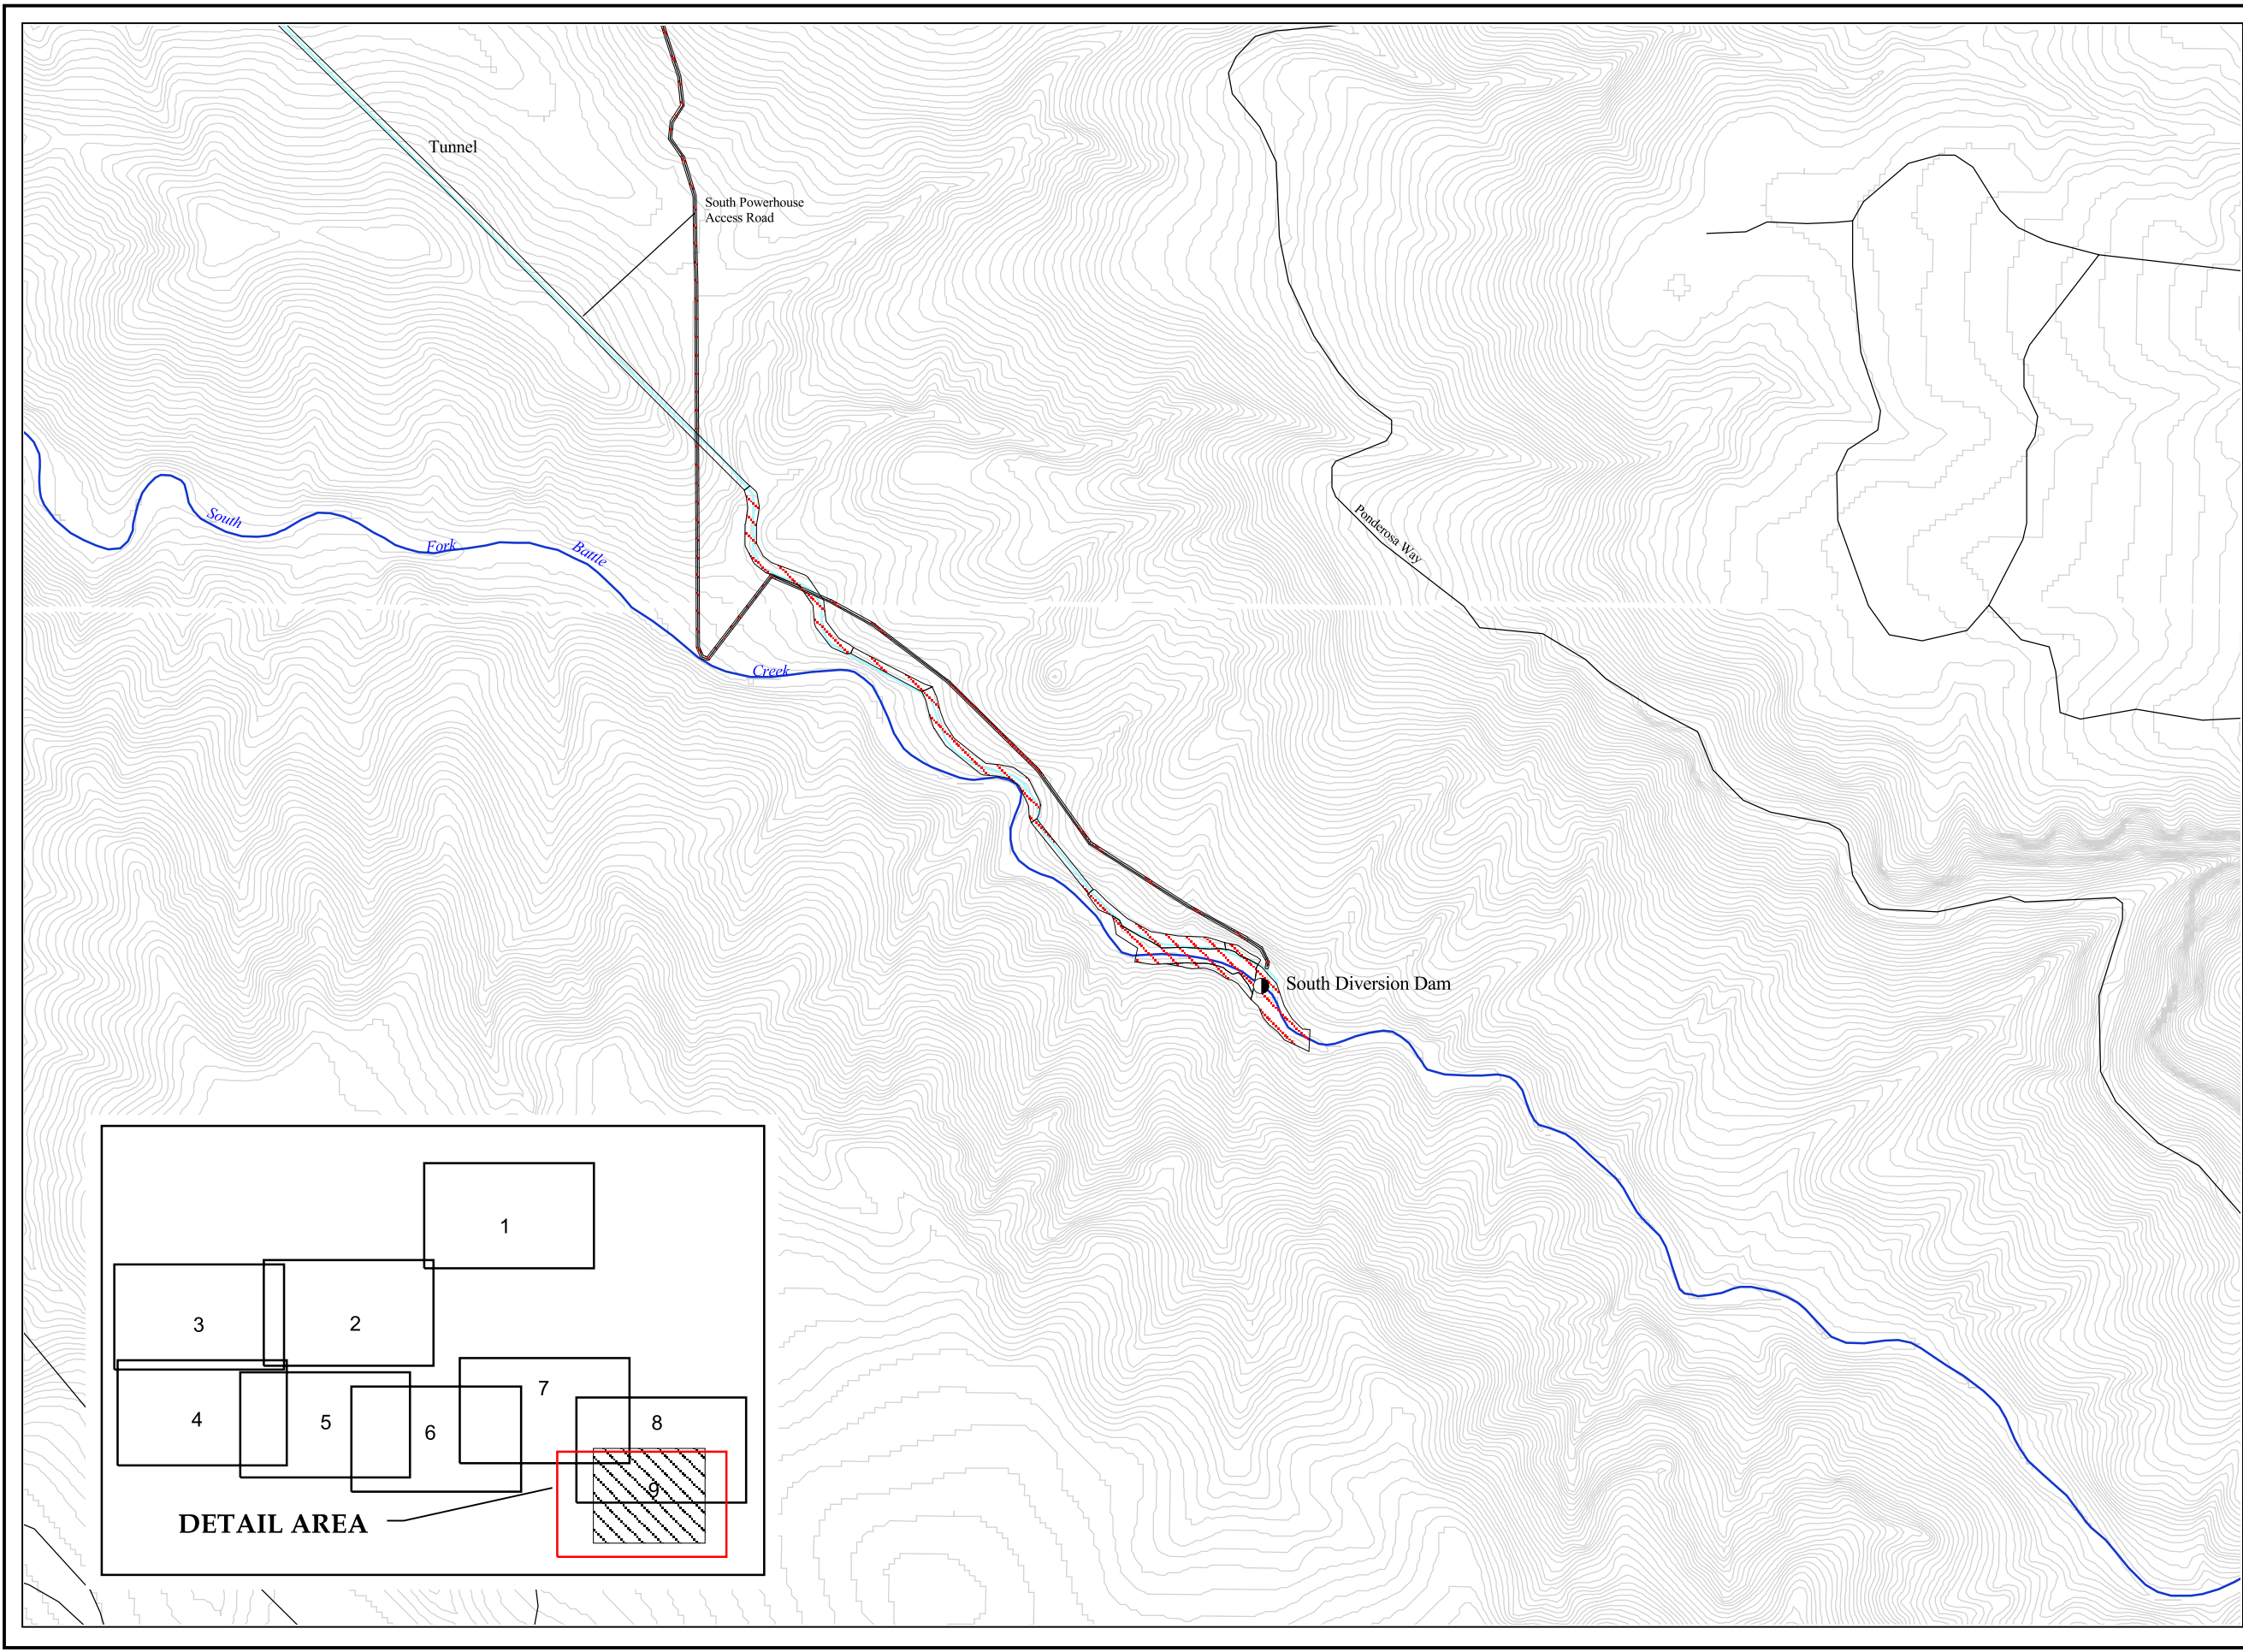 Tunnel
South Powerhouse
Access Road
South
Fork
Battle
Creek
Ponderosa Way
South Diversion Dam
1
3
2
7
4
5
6
8
9
DETAIL AREA